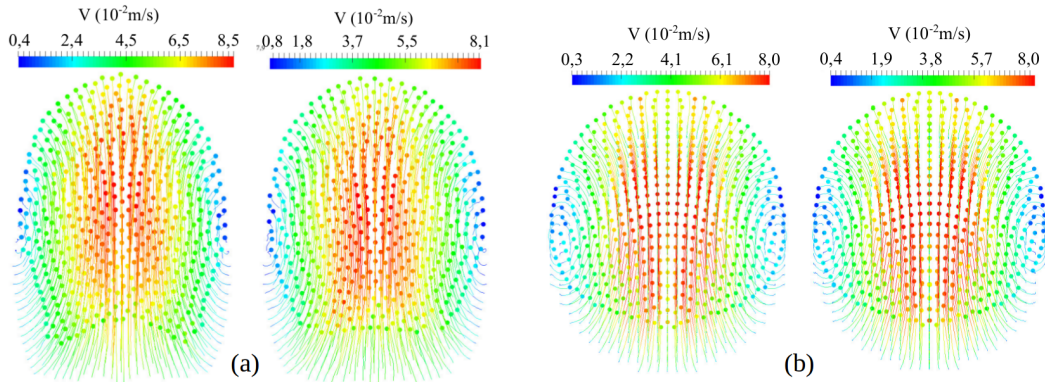 V (10-2m/s)
0,4 2,4 4,5 6,5 8,5
V (10-2m/s)
0,8 1,8 3,7 5,5 8,1
V (10-2m/s)
0,3 2,2 4,1 6,1 8,0
V (10-2m/s)
0,4 1,9 3,8 5,7 8,0
(a)
(b)